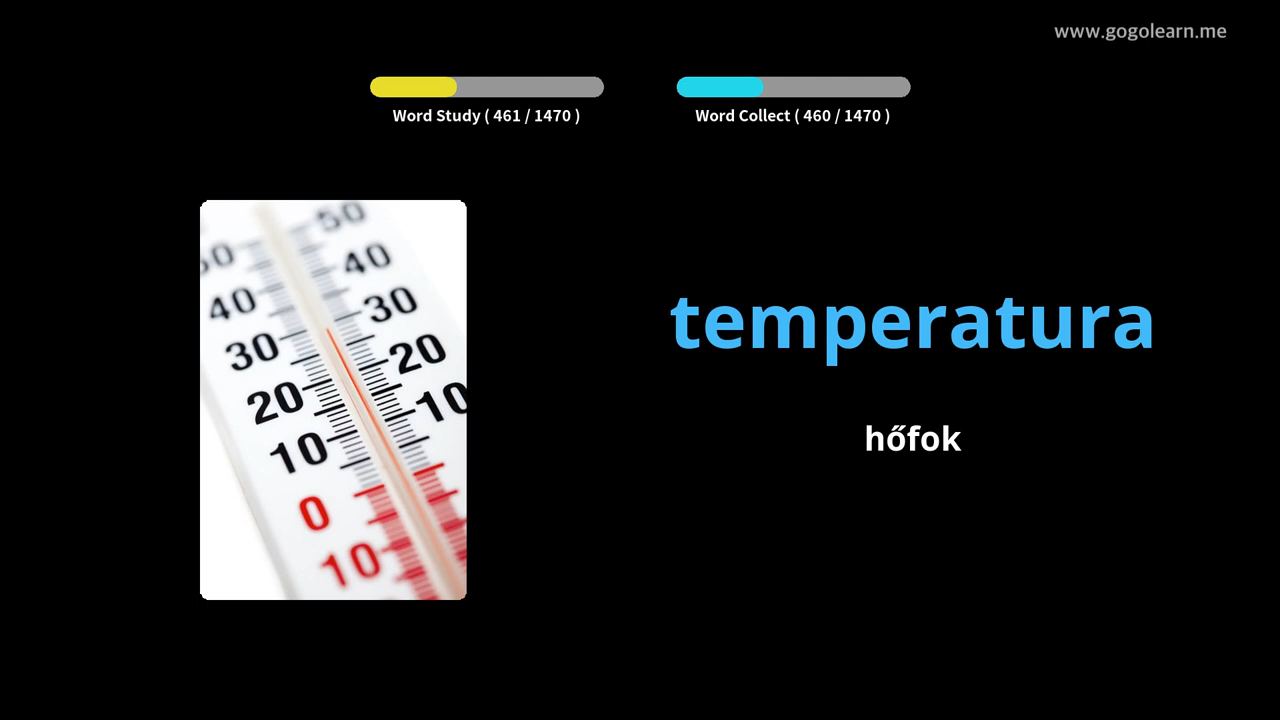 www.gogolearn.me
Word Study ( 461 / 1470 )
Word Collect ( 460 / 1470 )
50
40
40
30
30
20
20
10
10
0
10
temperatura
hőfok